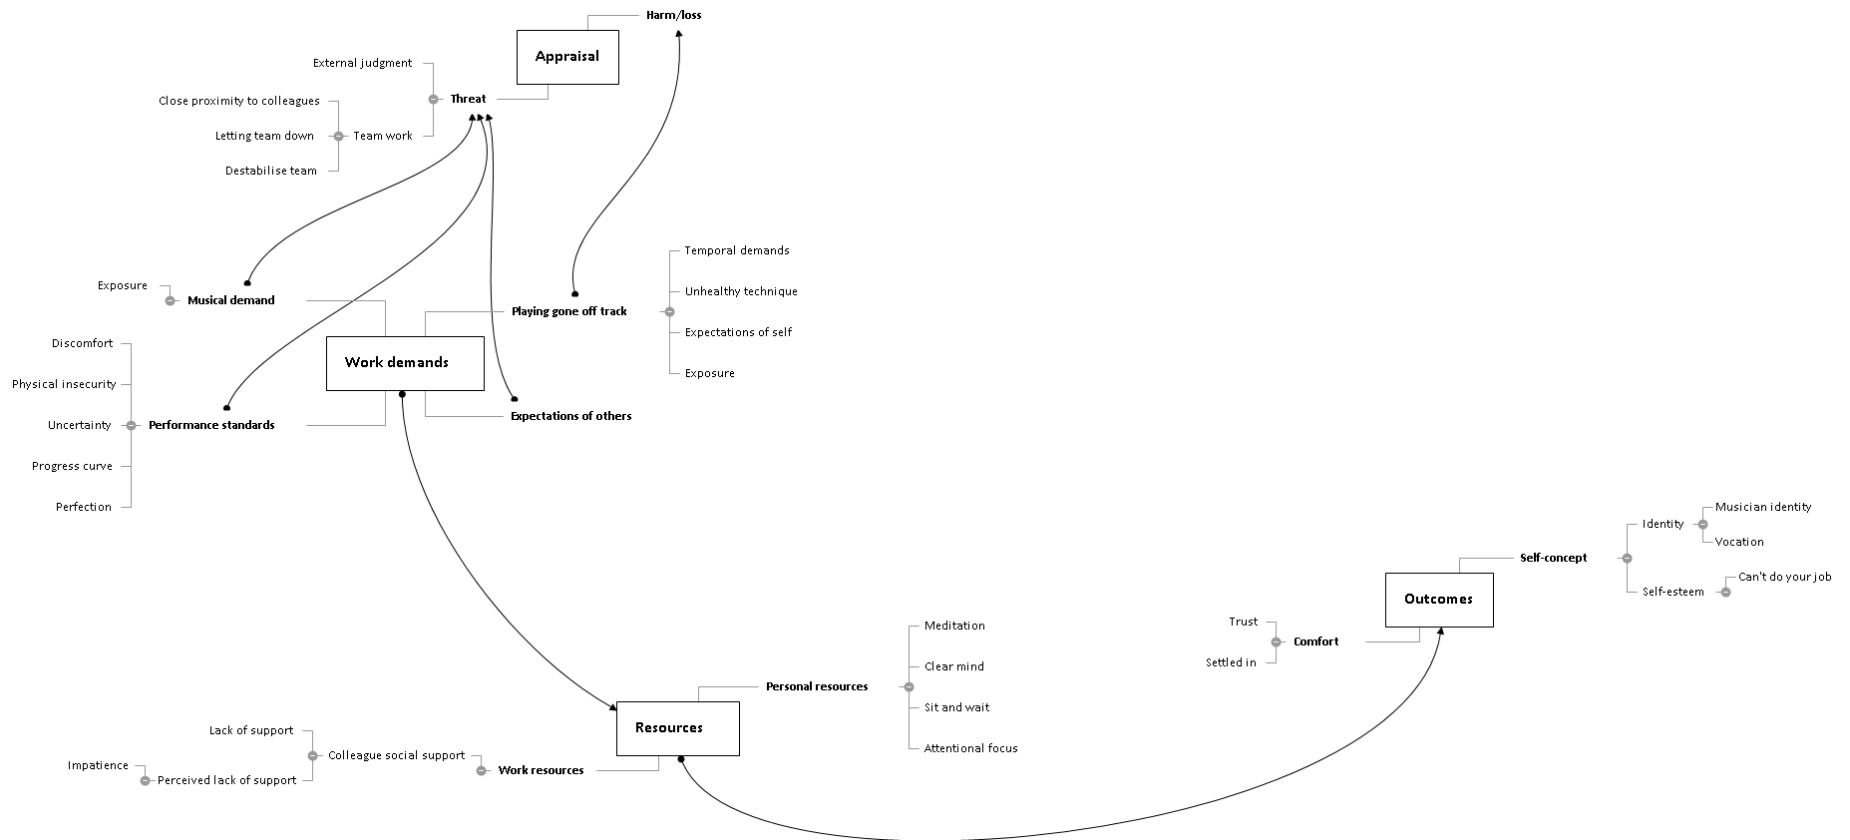 Harm/loss
Appraisal
External judgment
Threat
Close proximity to colleagues
Letting team down
Team work
Destabilise team
Temporal demands
Exposure
Musical demand
Unhealthy technique
Playing gone off track
Expectations of self
Discomfort
Work demands
Exposure
Physical insecurity
Expectations of others
Uncertainty
Performance standards
Progress curve
Perfection
Musician identity
Identity
Vocation
Self-concept
Can't do your job
Self-esteem
Outcomes
Trust
Comfort
Settled in
Meditation
Clear mind
Personal resources
Sit and wait
Attentional focus
Resources
Lack of support
Colleague social support
Impatience
Perceived lack of support
Work resources